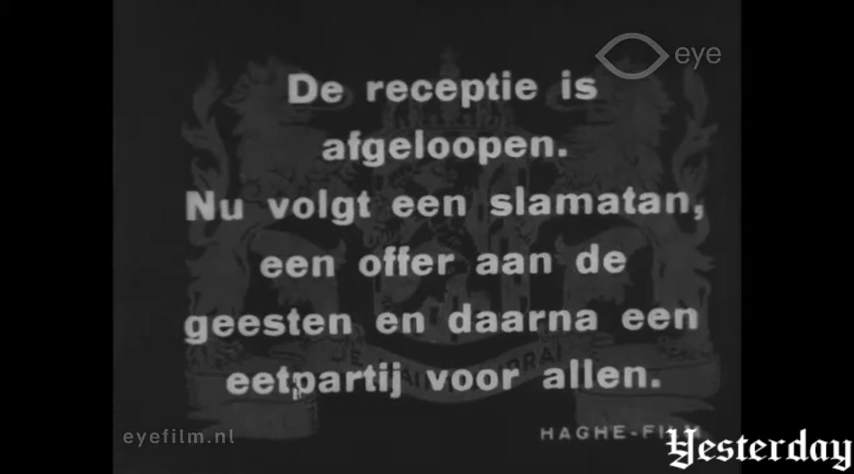 eye
De receptie is
afgeloopen.
Nu volgt een slamatan,
een offer aan de
geesten en daarna een
eetpartij voor allen.
eyefilm.nl
HAGHE-FILM
Yesterday